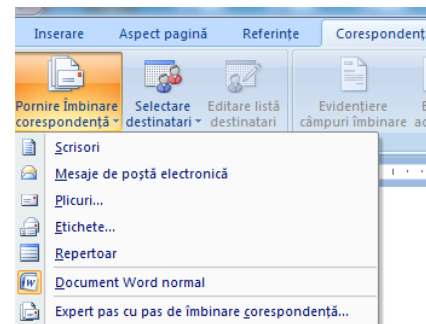 Inserare Aspect pagină Referințe Coresponden
Pornire Îmbinare Selectare Editare listă Evidențiere
corespondență destinatari destinatari câmpuri îmbinare
Scrisori
Mesaje de poștă electronică
Plicuri...
Etichete...
Repertoar
Document Word normal
Expert pas cu pas de îmbinare corespondență...